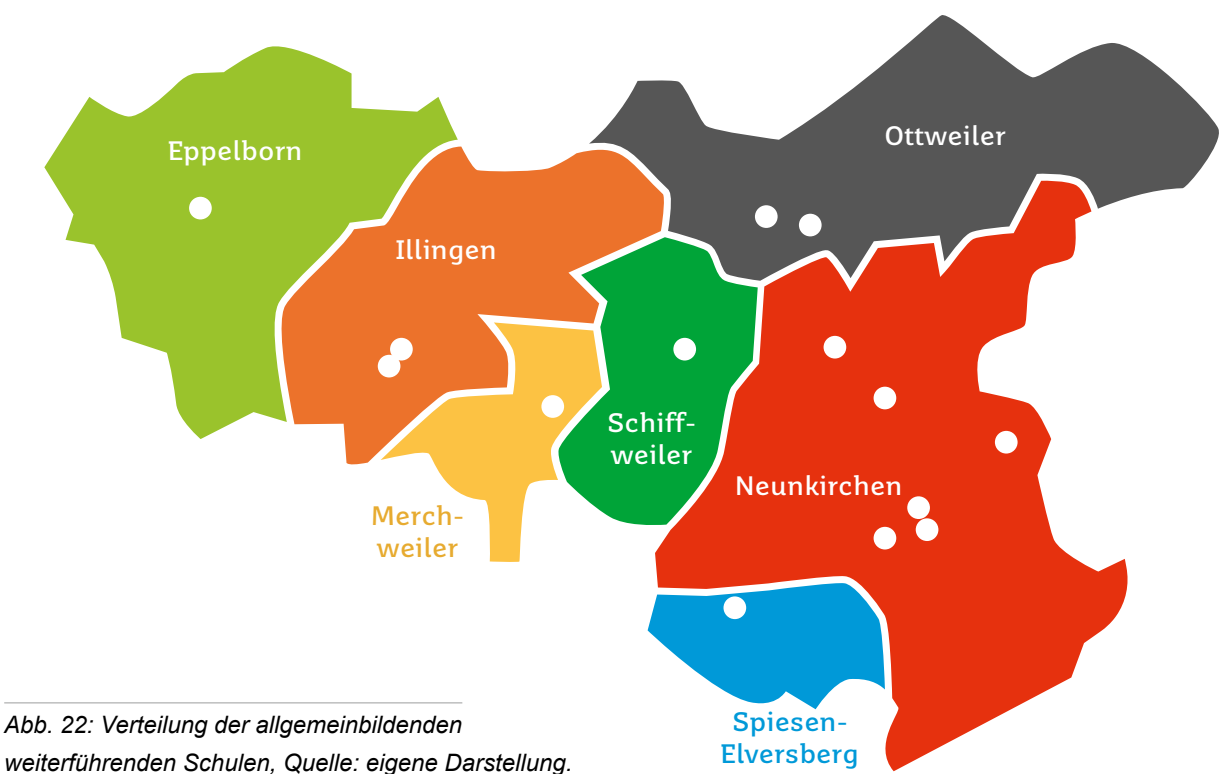 Eppelborn
Ottweiler
Illingen
Schiff-
weiler
Neunkirchen
Merch-
weiler
Spiesen-
Elversberg
Abb. 22: Verteilung der allgemeinbildenden
weiterführenden Schulen, Quelle: eigene Darstellung.